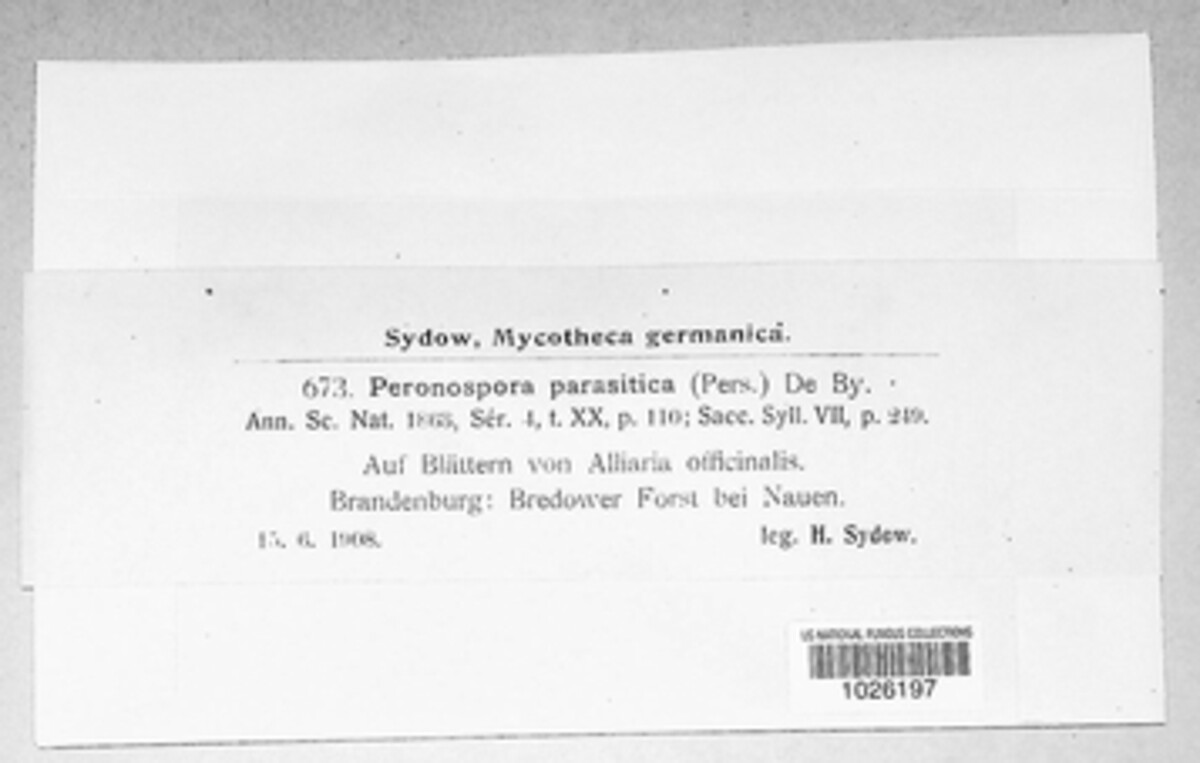 Sydow, Mycotheca germanica.
673. Peronospora parasitica (Pers.) De By.
Ann. Sc. Nat. 1863, Sér. 4, t. XX, p. 110; Sacc. Syll. VII, p. 249.
Auf Blättern von Alliaria officinalis.
Brandenburg: Bredower Forst bei Nauen.
15. 6. 1908. leg. H. Sydow.
US NATIONAL FUNGUS COLLECTIONS
1026197